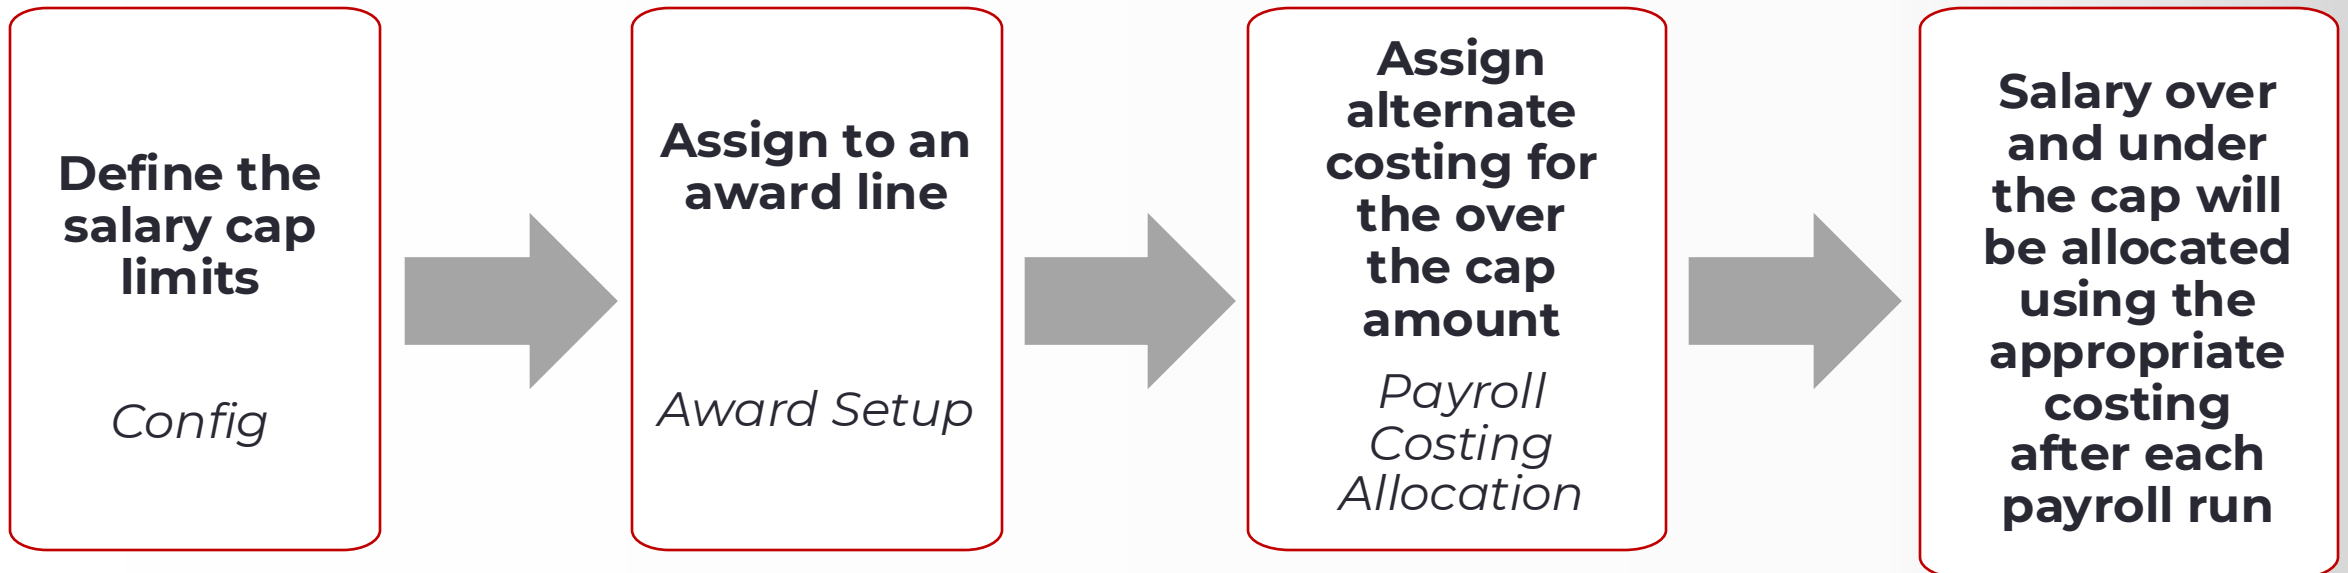 Define the
salary cap
limits
Config
Assign to an
award line
Award Setup
Assign
alternate
costing for
the over
the cap
amount
Payroll
Costing
Allocation
Salary over
and under
the cap will
be allocated
using the
appropriate
costing
after each
payroll run